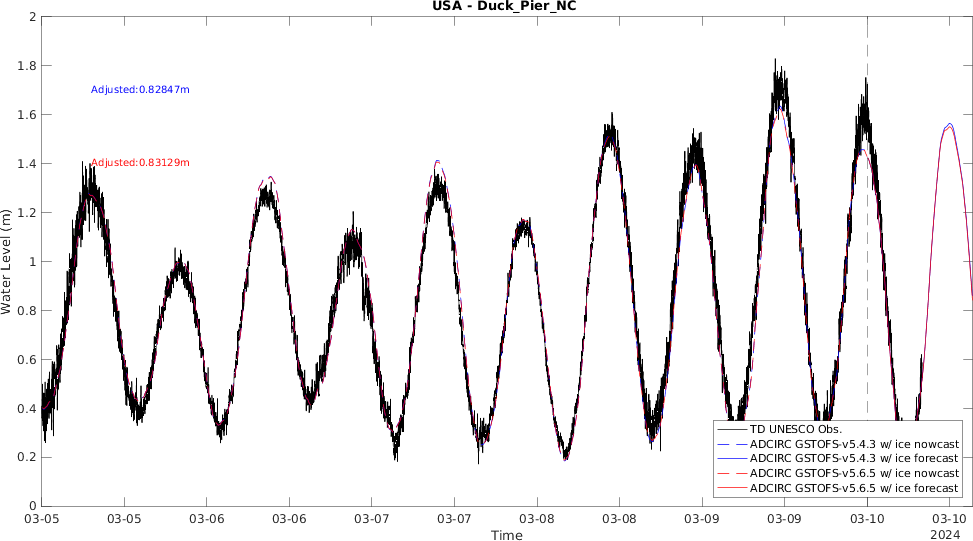 USA - Duck_Pier_NC
2
1.8
1.6
1.4
1.2
1
0.8
0.6
0.4
0.2
0
Water Level (m)
Adjusted:0.82847m
Adjusted:0.83129m
TD UNESCO Obs.
ADCIRC GSTOFS-v5.4.3 w/ ice nowcast
ADCIRC GSTOFS-v5.4.3 w/ ice forecast
ADCIRC GSTOFS-v5.6.5 w/ ice nowcast
ADCIRC GSTOFS-v5.6.5 w/ ice forecast
03-05 03-05 03-06 03-06 03-07 03-07 03-08 03-08 03-09 03-09 03-10 03-10
Time
2024